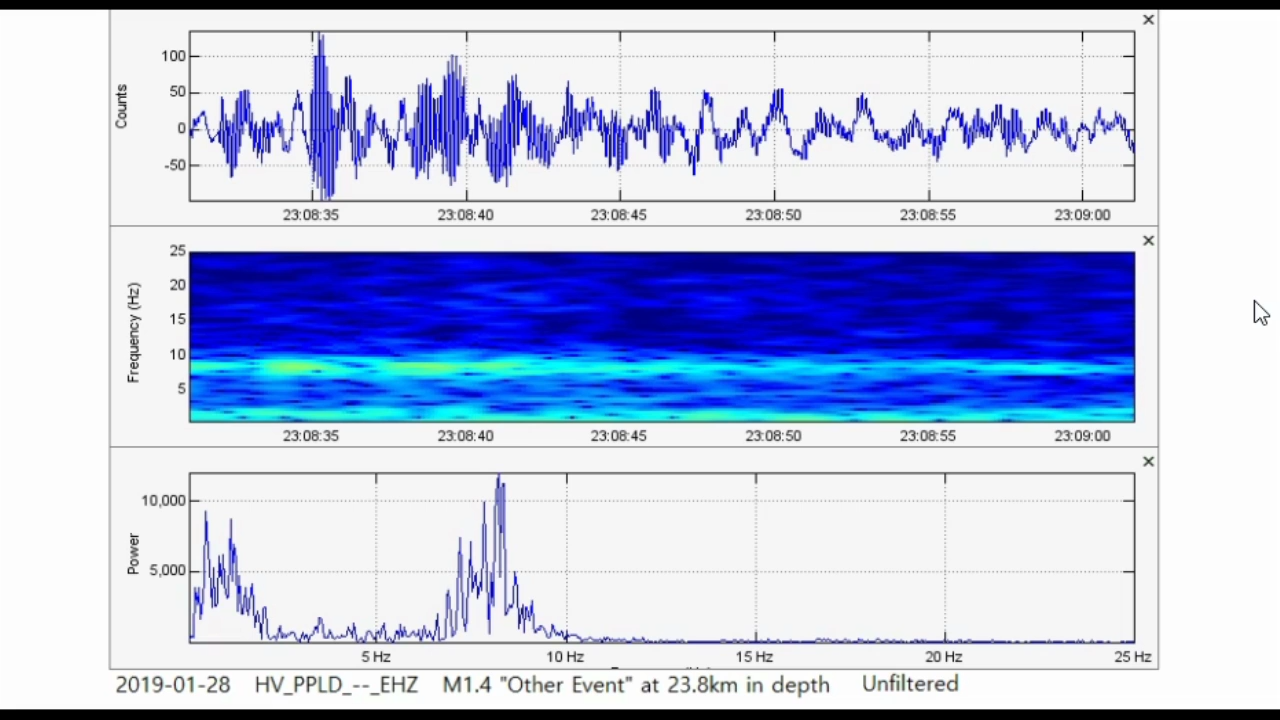 Counts
100
50
0
-50
23:08:35 23:08:40 23:08:45 23:08:50 23:08:55 23:09:00
Frequency (Hz)
25
20
15
10
5
23:08:35 23:08:40 23:08:45 23:08:50 23:08:55 23:09:00
Power
10,000
5,000
5 Hz 10 Hz 15 Hz 20 Hz 25 Hz
2019-01-28 HV_PPLD_--_EHZ M1.4 "Other Event" at 23.8km in depth Unfiltered